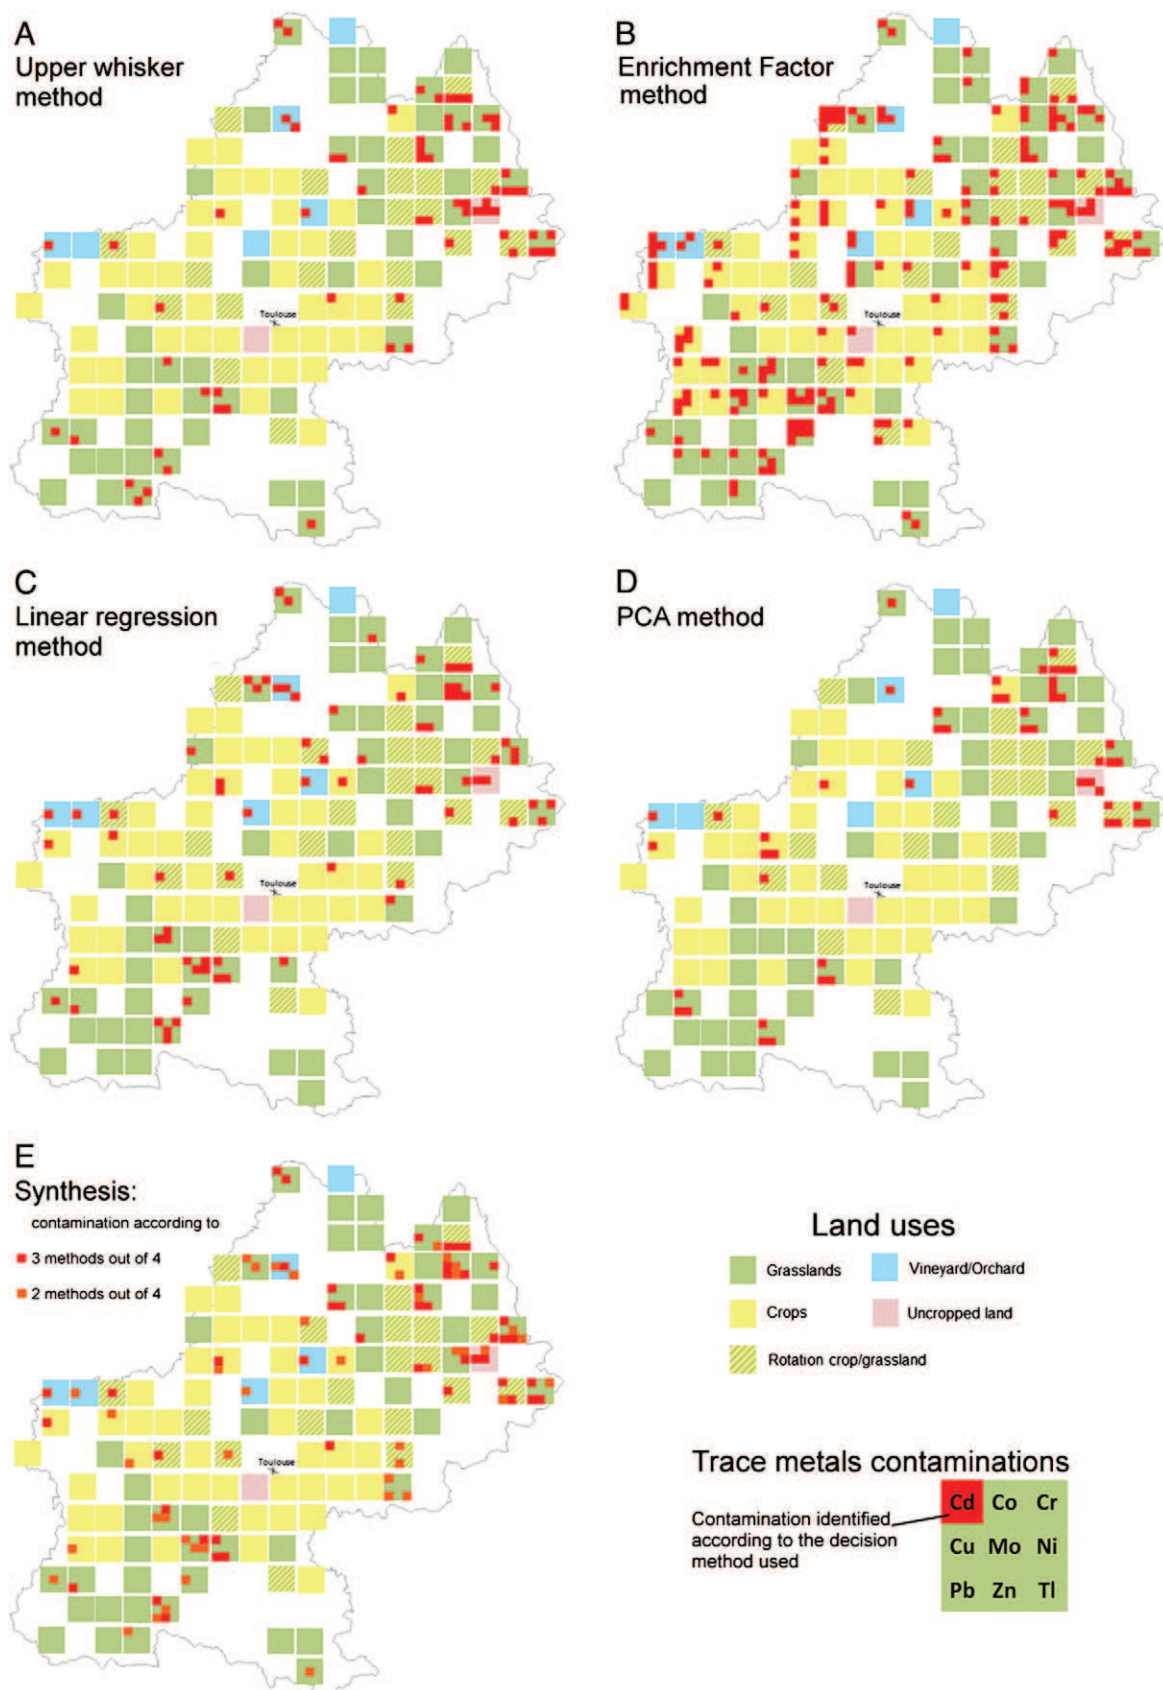 A
Upper whisker
method
B
Enrichment Factor
method
Toulouse
Toulouse
C
Linear regression
method
D
PCA method
Toulouse
Toulouse
E
Synthesis:
contamination according to
3 methods out of 4
2 methods out of 4
Toulouse
Land uses
Grasslands
Vineyard/Orchard
Crops
Uncropped land
Rotation crop/grassland
Trace metals contaminations
Contamination identified
according to the decision
method used
Cd Co Cr
Cu Mo Ni
Pb Zn Tl